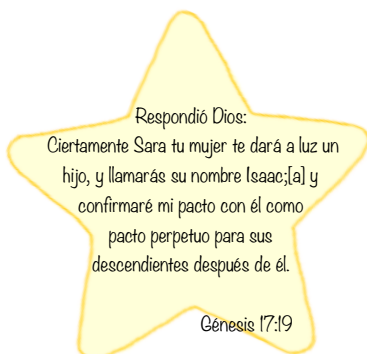 Respondió Dios:
Ciertamente Sara tu mujer te dará a luz un
hijo, y llamarás su nombre Isaac;[a] y
confirmaré mi pacto con él como
pacto perpetuo para sus
descendientes después de él.
Génesis 17:19